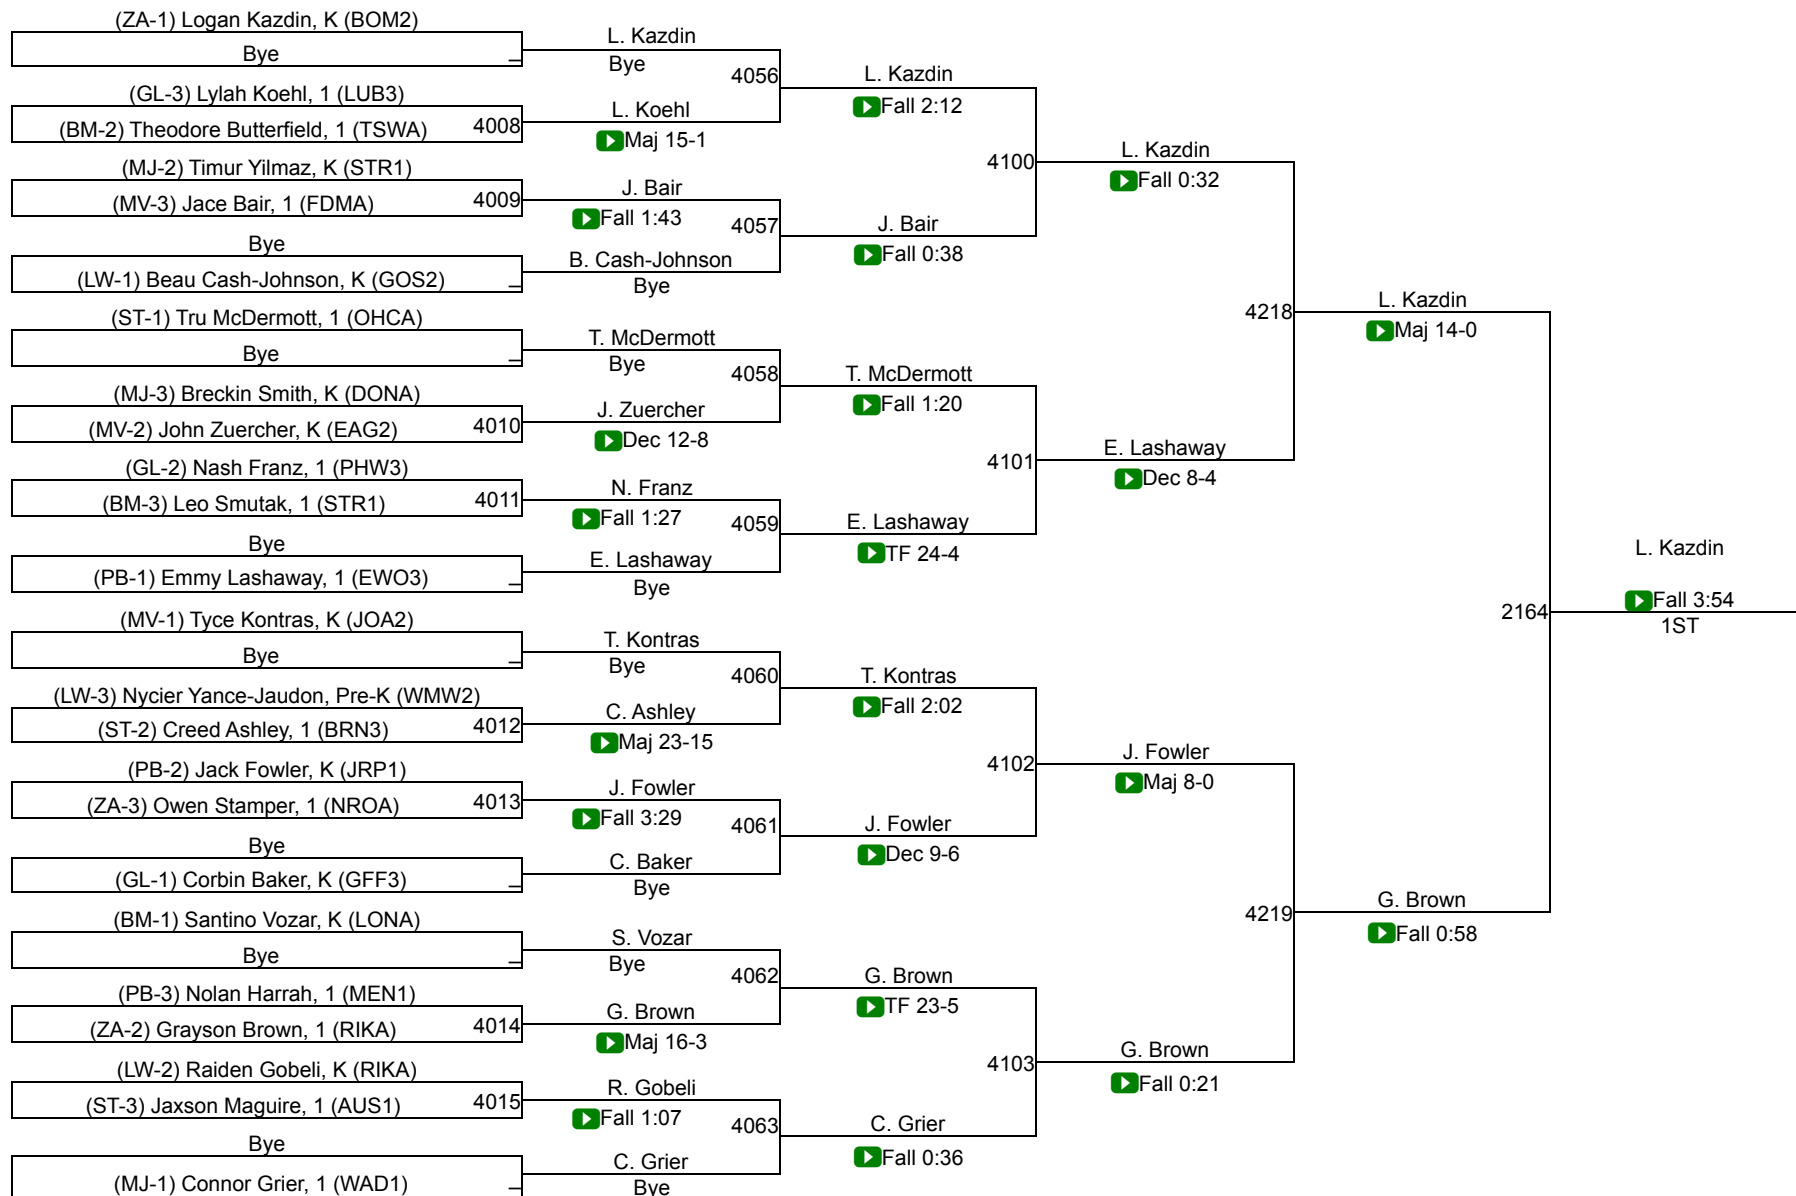 (ZA-1) Logan Kazdin, K (BOM2)
Bye
(GL-3) Lylah Koehl, 1 (LUB3)
(BM-2) Theodore Butterfield, 1 (TSWA) 4008
(MJ-2) Timur Yilmaz, K (STR1)
(MV-3) Jace Bair, 1 (FDMA) 4009
Bye
(LW-1) Beau Cash-Johnson, K (GOS2)
(ST-1) Tru McDermott, 1 (OHCA)
Bye
(MJ-3) Breckin Smith, K (DONA)
(MV-2) John Zuercher, K (EAG2) 4010
(GL-2) Nash Franz, 1 (PHW3)
(BM-3) Leo Smutak, 1 (STR1) 4011
Bye
(PB-1) Emmy Lashaway, 1 (EWO3)
(MV-1) Tyce Kontras, K (JOA2)
Bye
(LW-3) Nycier Yance-Jaudon, Pre-K (WMW2)
(ST-2) Creed Ashley, 1 (BRN3) 4012
(PB-2) Jack Fowler, K (JRP1)
(ZA-3) Owen Stamper, 1 (NROA) 4013
Bye
(GL-1) Corbin Baker, K (GFF3)
(BM-1) Santino Vozar, K (LONA)
Bye
(PB-3) Nolan Harrah, 1 (MEN1)
(ZA-2) Grayson Brown, 1 (RIKA) 4014
(LW-2) Raiden Gobeli, K (RIKA)
(ST-3) Jaxson Maguire, 1 (AUS1) 4015
Bye
(MJ-1) Connor Grier, 1 (WAD1)
L. Kazdin
Bye
4056
L. Koehl
Maj 15-1
J. Bair
Fall 1:43
4057
B. Cash-Johnson
Bye
T. McDermott
Bye
4058
J. Zuercher
Dec 12-8
N. Franz
Fall 1:27
4059
E. Lashaway
Bye
T. Kontras
Bye
4060
C. Ashley
Maj 23-15
J. Fowler
Fall 3:29
4061
C. Baker
Bye
S. Vozar
Bye
4062
G. Brown
Maj 16-3
R. Gobeli
Fall 1:07
4063
C. Grier
Bye
L. Kazdin
Fall 2:12
4100
J. Bair
Fall 0:38
T. McDermott
Fall 1:20
4101
E. Lashaway
TF 24-4
T. Kontras
Fall 2:02
4102
J. Fowler
Dec 9-6
G. Brown
TF 23-5
4103
C. Grier
Fall 0:36
L. Kazdin
Fall 0:32
4218
E. Lashaway
Dec 8-4
J. Fowler
Maj 8-0
4219
G. Brown
Fall 0:21
L. Kazdin
Maj 14-0
2164
G. Brown
Fall 0:58
L. Kazdin
Fall 3:54
1ST